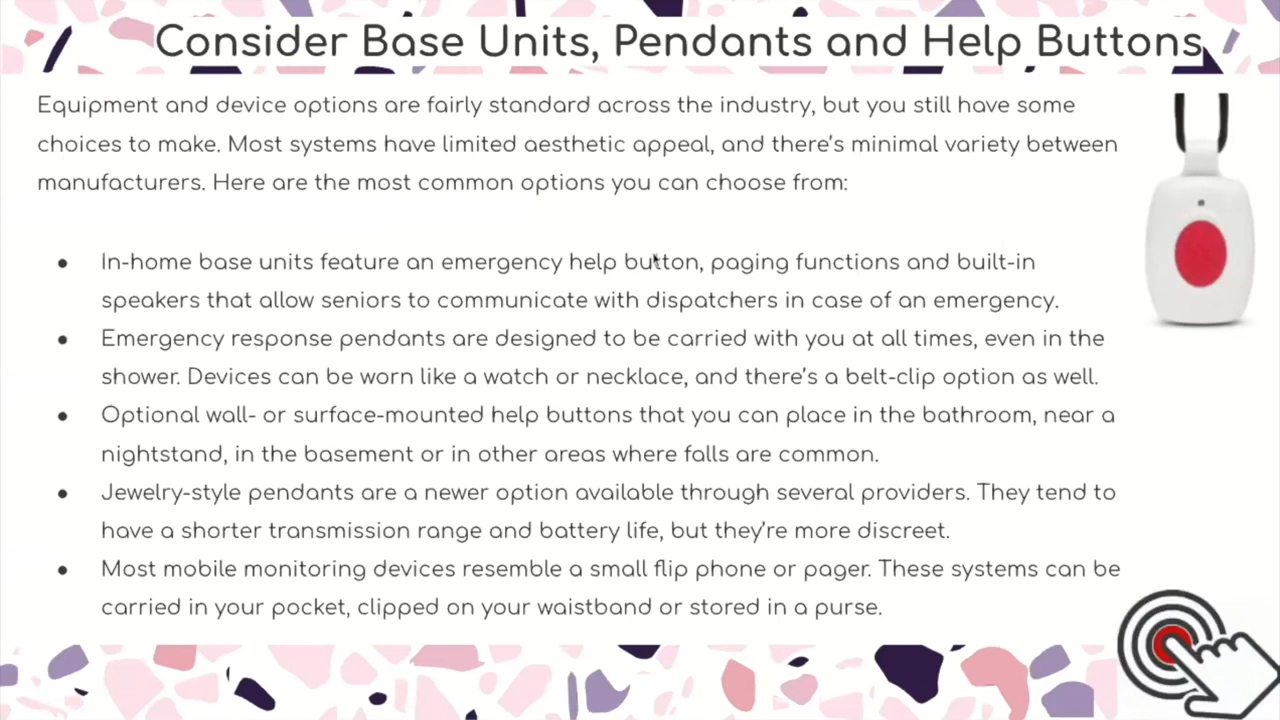 Consider Base Units, Pendants and Help Buttons
Equipment and device options are fairly standard across the industry, but you still have some
choices to make. Most systems have limited aesthetic appeal, and there's minimal variety between
manufacturers. Here are the most common options you can choose from:
● In-home base units feature an emergency help button, paging functions and built-in
speakers that allow seniors to communicate with dispatchers in case of an emergency.
● Emergency response pendants are designed to be carried with you at all times, even in the
shower. Devices can be worn like a watch or necklace, and there's a belt-clip option as well.
● Optional wall- or surface-mounted help buttons that you can place in the bathroom, near a
nightstand, in the basement or in other areas where falls are common.
● Jewelry-style pendants are a newer option available through several providers. They tend to
have a shorter transmission range and battery life, but they're more discreet.
● Most mobile monitoring devices resemble a small flip phone or pager. These systems can be
carried in your pocket, clipped on your waistband or stored in a purse.